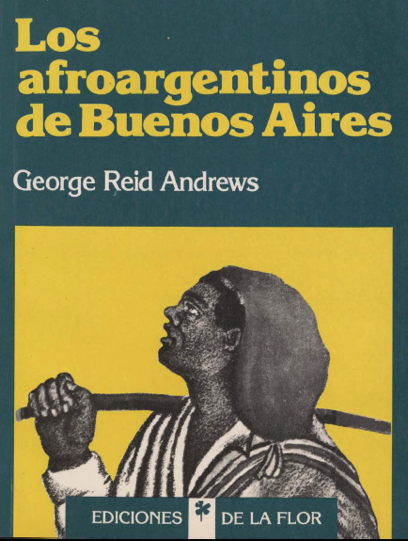 Los
afroargentinos
de Buenos Aires
George Reid Andrews
EDICIONES DE LA FLOR